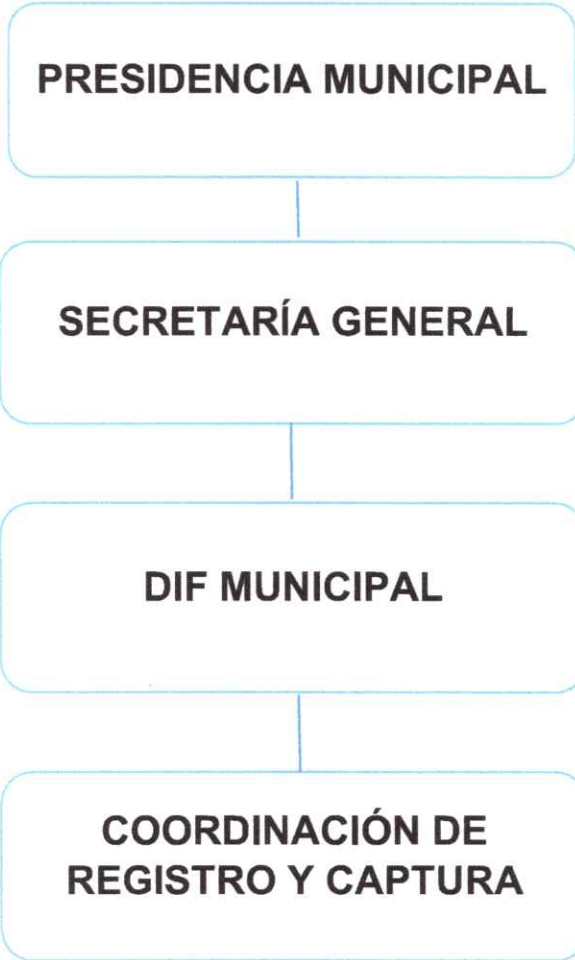 PRESIDENCIA MUNICIPAL
SECRETARÍA GENERAL
DIF MUNICIPAL
COORDINACIÓN DE
REGISTRO Y CAPTURA